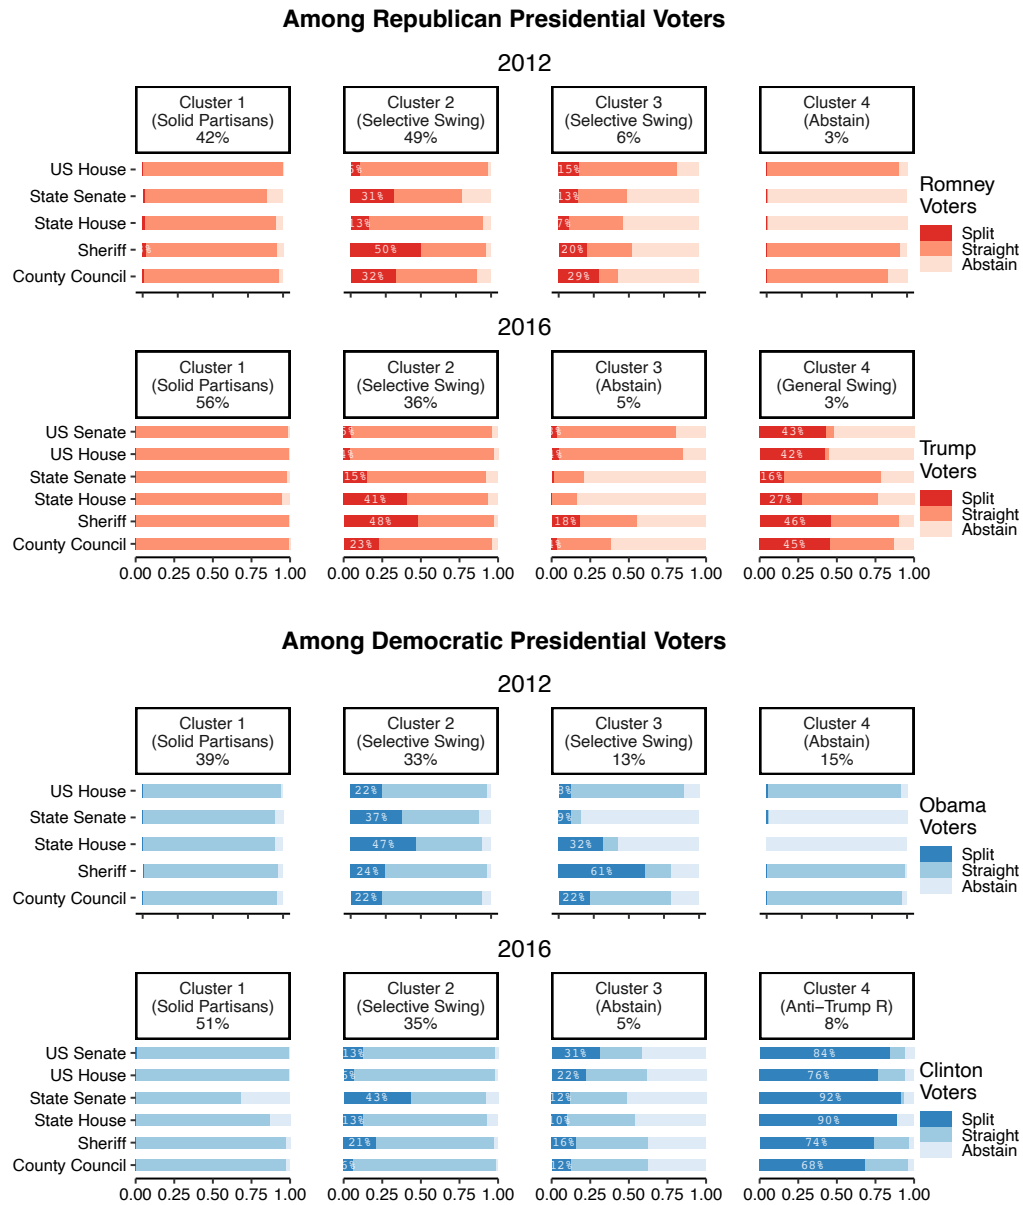 Among Republican Presidential Voters
2012
Cluster 1
(Solid Partisans)
42%
Cluster 2
(Selective Swing)
49%
Cluster 3
(Selective Swing)
6%
Cluster 4
(Abstain)
3%
US House 15%
State Senate 31% 13%
State House 13% 7%
Sheriff 50% 20%
County Council 32% 29%
Romney
Voters
Split
Straight
Abstain
2016
Cluster 1
(Solid Partisans)
56%
Cluster 2
(Selective Swing)
36%
Cluster 3
(Abstain)
5%
Cluster 4
(General Swing)
3%
US Senate 43%
US House 42%
State Senate 15% 16%
State House 41% 27%
Sheriff 48% 18% 46%
County Council 23% 45%
0.00 0.25 0.50 0.75 1.00 0.00 0.25 0.50 0.75 1.00 0.00 0.25 0.50 0.75 1.00 0.00 0.25 0.50 0.75 1.00
Trump
Voters
Split
Straight
Abstain
Among Democratic Presidential Voters
2012
Cluster 1
(Solid Partisans)
39%
Cluster 2
(Selective Swing)
33%
Cluster 3
(Selective Swing)
13%
Cluster 4
(Abstain)
15%
US House 22% 8%
State Senate 37% 9%
State House 47% 32%
Sheriff 24% 61%
County Council 22% 22%
Obama
Voters
Split
Straight
Abstain
2016
Cluster 1
(Solid Partisans)
51%
Cluster 2
(Selective Swing)
35%
Cluster 3
(Abstain)
5%
Cluster 4
(Anti–Trump R)
8%
US Senate 13% 31% 84%
US House 22% 76%
State Senate 43% 12% 92%
State House 13% 10% 90%
Sheriff 21% 16% 74%
County Council 12% 68%
0.00 0.25 0.50 0.75 1.00 0.00 0.25 0.50 0.75 1.00 0.00 0.25 0.50 0.75 1.00 0.00 0.25 0.50 0.75 1.00
Clinton
Voters
Split
Straight
Abstain